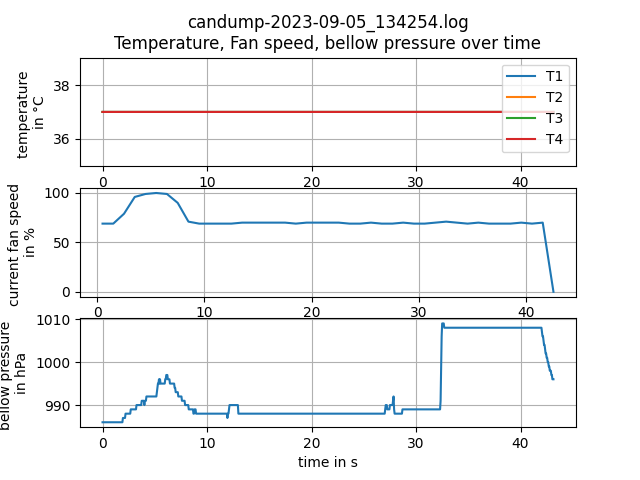 candump-2023-09-05_134254.log
Temperature, Fan speed, bellow pressure over time
temperature
in °C
38
36
T1
T2
T3
T4
0 10 20 30 40
current fan speed
in %
100
50
0
0 10 20 30 40
bellow pressure
in hPa
1010
1000
990
0 10 20 30 40
time in s